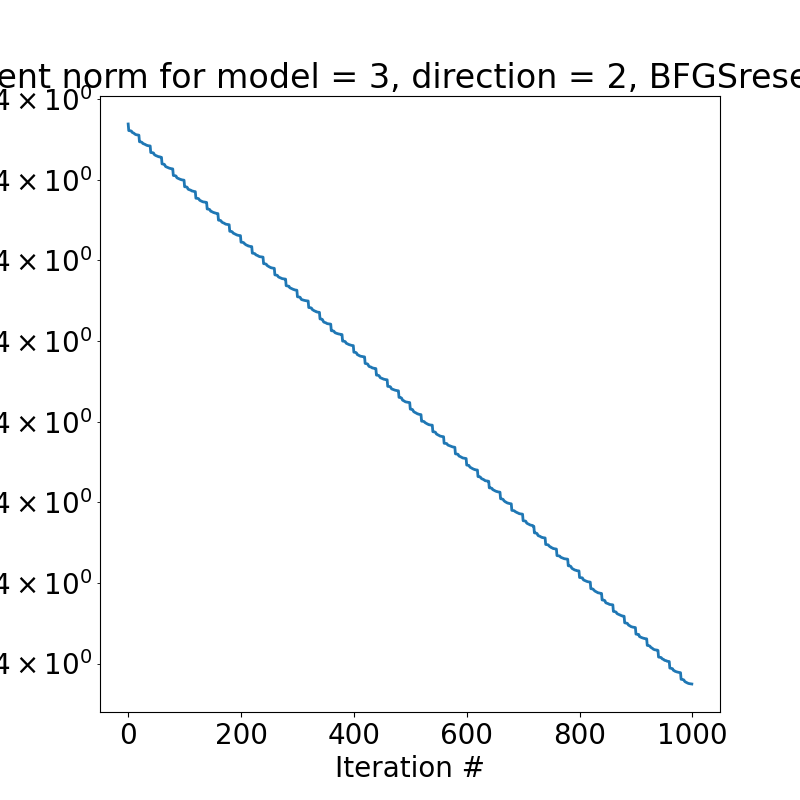 ent norm for model = 3, direction = 2, BFGSrese
4 × 10⁰
4 × 10⁰
4 × 10⁰
4 × 10⁰
4 × 10⁰
4 × 10⁰
4 × 10⁰
4 × 10⁰
0 200 400 600 800 1000
Iteration #